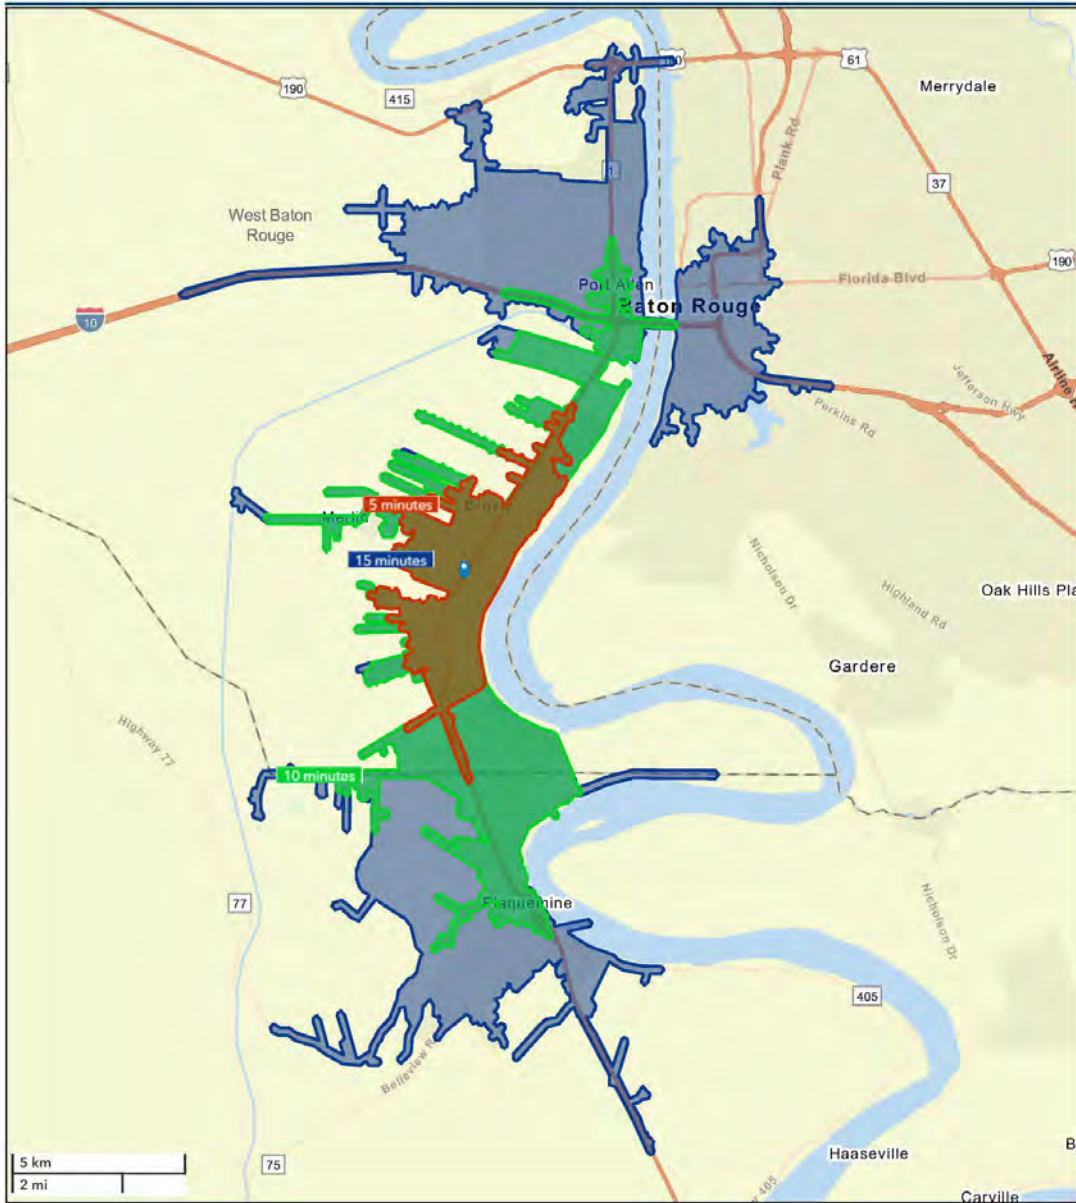 190
61
190
415
Merrydale
Plank Rd
37
1
West Baton
Rouge
190
Florida Blvd
Port Allen
Baton Rouge
10
Jefferson Hwy
Perkins Rd
5 minutes
15 minutes
Nicholson Dr
Highland Rd
Oak Hills Pla
Gardere
Highway 77
10 minutes
77
Plaquemine
Nicholson Dr
405
Belleview R
5 km
2 mi
75
Haaseville
B
Carville